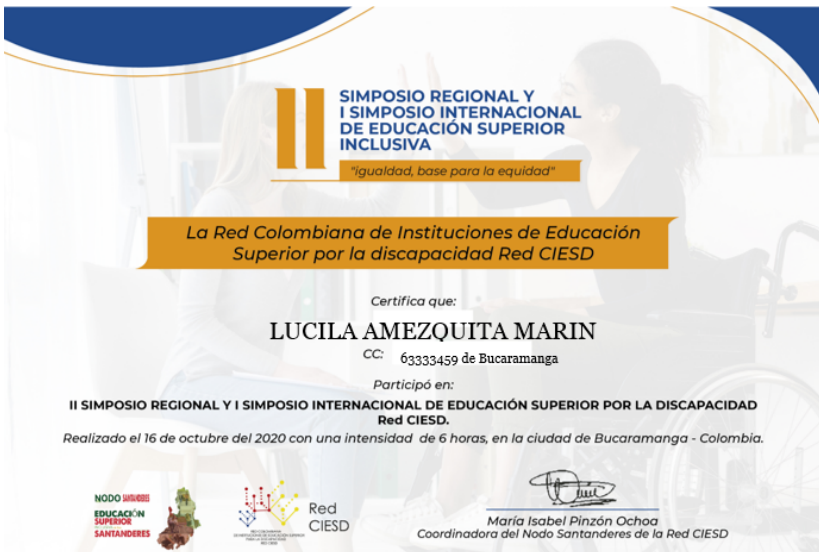 II
SIMPOSIO REGIONAL Y
I SIMPOSIO INTERNACIONAL
DE EDUCACIÓN SUPERIOR
INCLUSIVA
"igualdad, base para la equidad"
La Red Colombiana de Instituciones de Educación
Superior por la discapacidad Red CIESD
Certifica que:
LUCILA AMEZQUITA MARIN
CC: 63333459 de Bucaramanga
Participó en:
II SIMPOSIO REGIONAL Y I SIMPOSIO INTERNACIONAL DE EDUCACIÓN SUPERIOR POR LA DISCAPACIDAD
Red CIESD.
Realizado el 16 de octubre del 2020 con una intensidad de 6 horas, en la ciudad de Bucaramanga - Colombia.
NODO SANTANDERES
EDUCACIÓN
SUPERIOR
SANTANDERES
Red
CIESD
María Isabel Pinzón Ochoa
Coordinadora del Nodo Santanderes de la Red CIESD